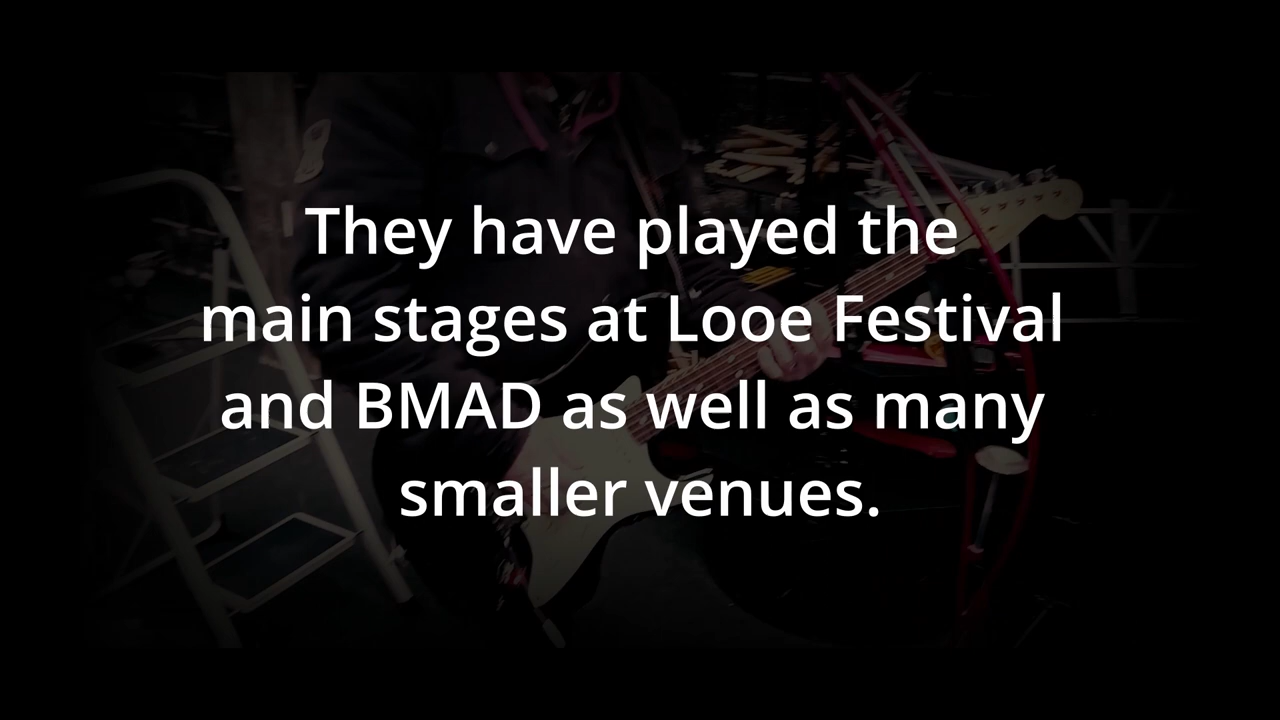 They have played the
main stages at Looe Festival
and BMAD as well as many
smaller venues.